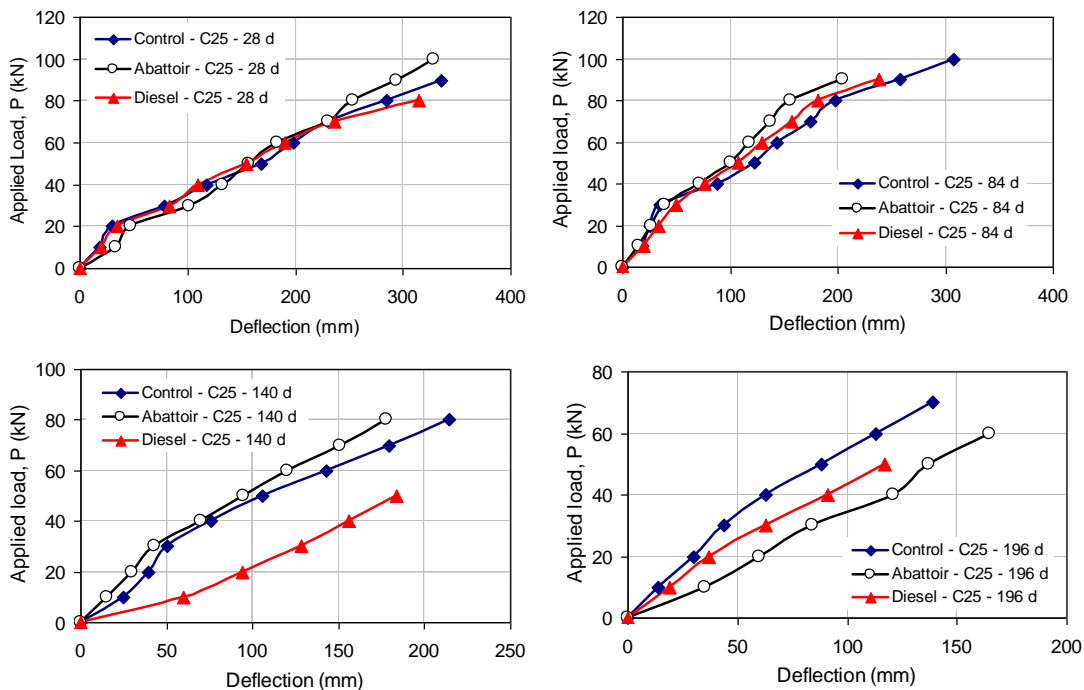 120
100
80
60
40
20
0
Applied Load, P (kN)
Control - C25 - 28 d
Abattoir - C25 - 28 d
Diesel - C25 - 28 d
0 100 200 300 400
Deflection (mm)
120
100
80
60
40
20
0
Applied load, P (kN)
Control - C25 - 84 d
Abattoir - C25 - 84 d
Diesel - C25 - 84 d
0 100 200 300 400
Deflection (mm)
100
80
60
40
20
0
Applied load, P (kN)
Control - C25 - 140 d
Abattoir - C25 - 140 d
Diesel - C25 - 140 d
0 50 100 150 200 250
Deflection (mm)
80
60
40
20
0
Applied load, P (kN)
Control - C25 - 196 d
Abattoir - C25 - 196 d
Diesel - C25 - 196 d
0 50 100 150 200
Deflection (mm)